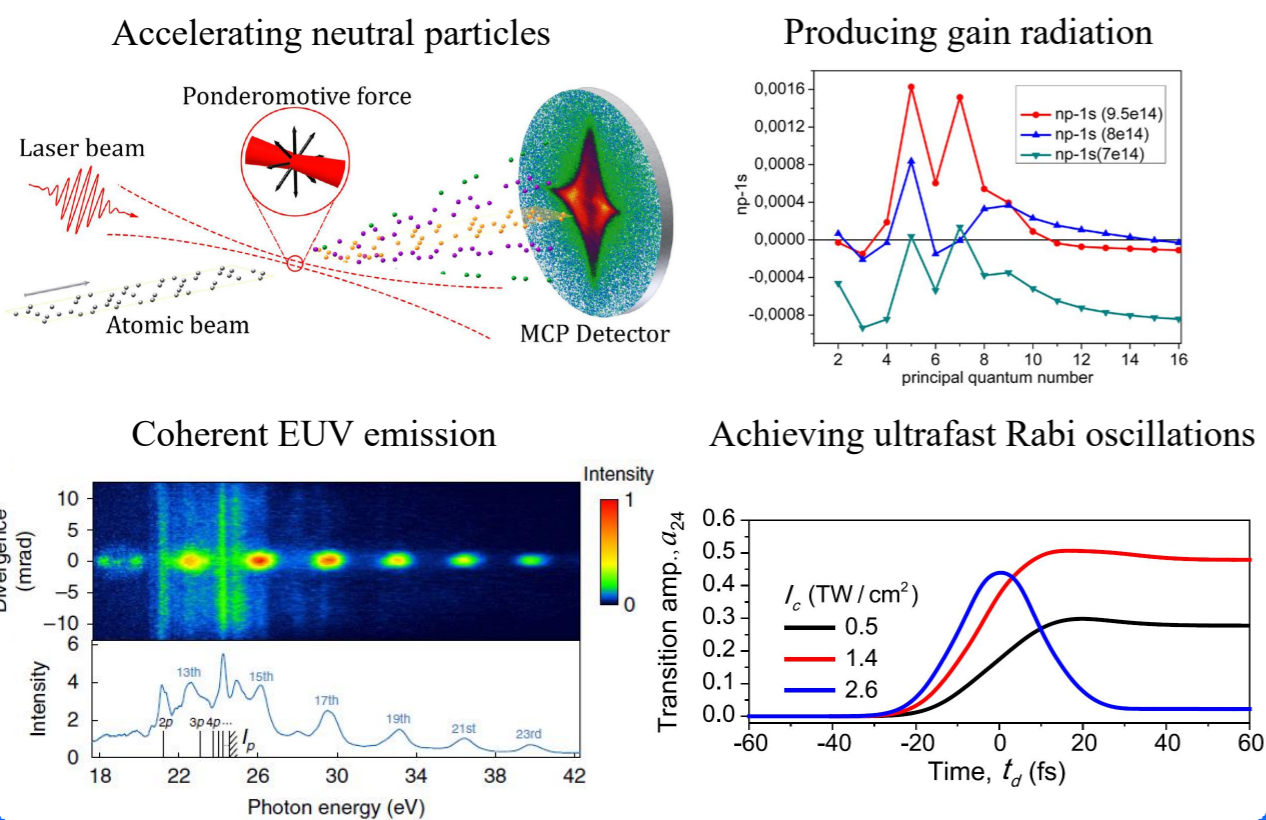 Accelerating neutral particles
Ponderomotive force
Laser beam
Atomic beam
MCP Detector
Producing gain radiation
0,0016
0,0012
0,0008
0,0004
0,0000
-0,0004
-0,0008
np-1s
np-1s (9.5e14)
np-1s (8e14)
np-1s(7e14)
2 4 6 8 10 12 14 16
principal quantum number
Coherent EUV emission
Intensity
1
0
Divergence
(mrad)
10
5
0
−5
−10
Intensity
6
4
2
0
13th
15th
17th
19th
21st
23rd
2p 3p 4p ... Ip
18 22 26 30 34 38 42
Photon energy (eV)
Achieving ultrafast Rabi oscillations
Transition amp., a24
0.6
0.5
0.4
0.3
0.2
0.1
0.0
Ic (TW / cm²)
0.5
1.4
2.6
-60 -40 -20 0 20 40 60
Time, td (fs)